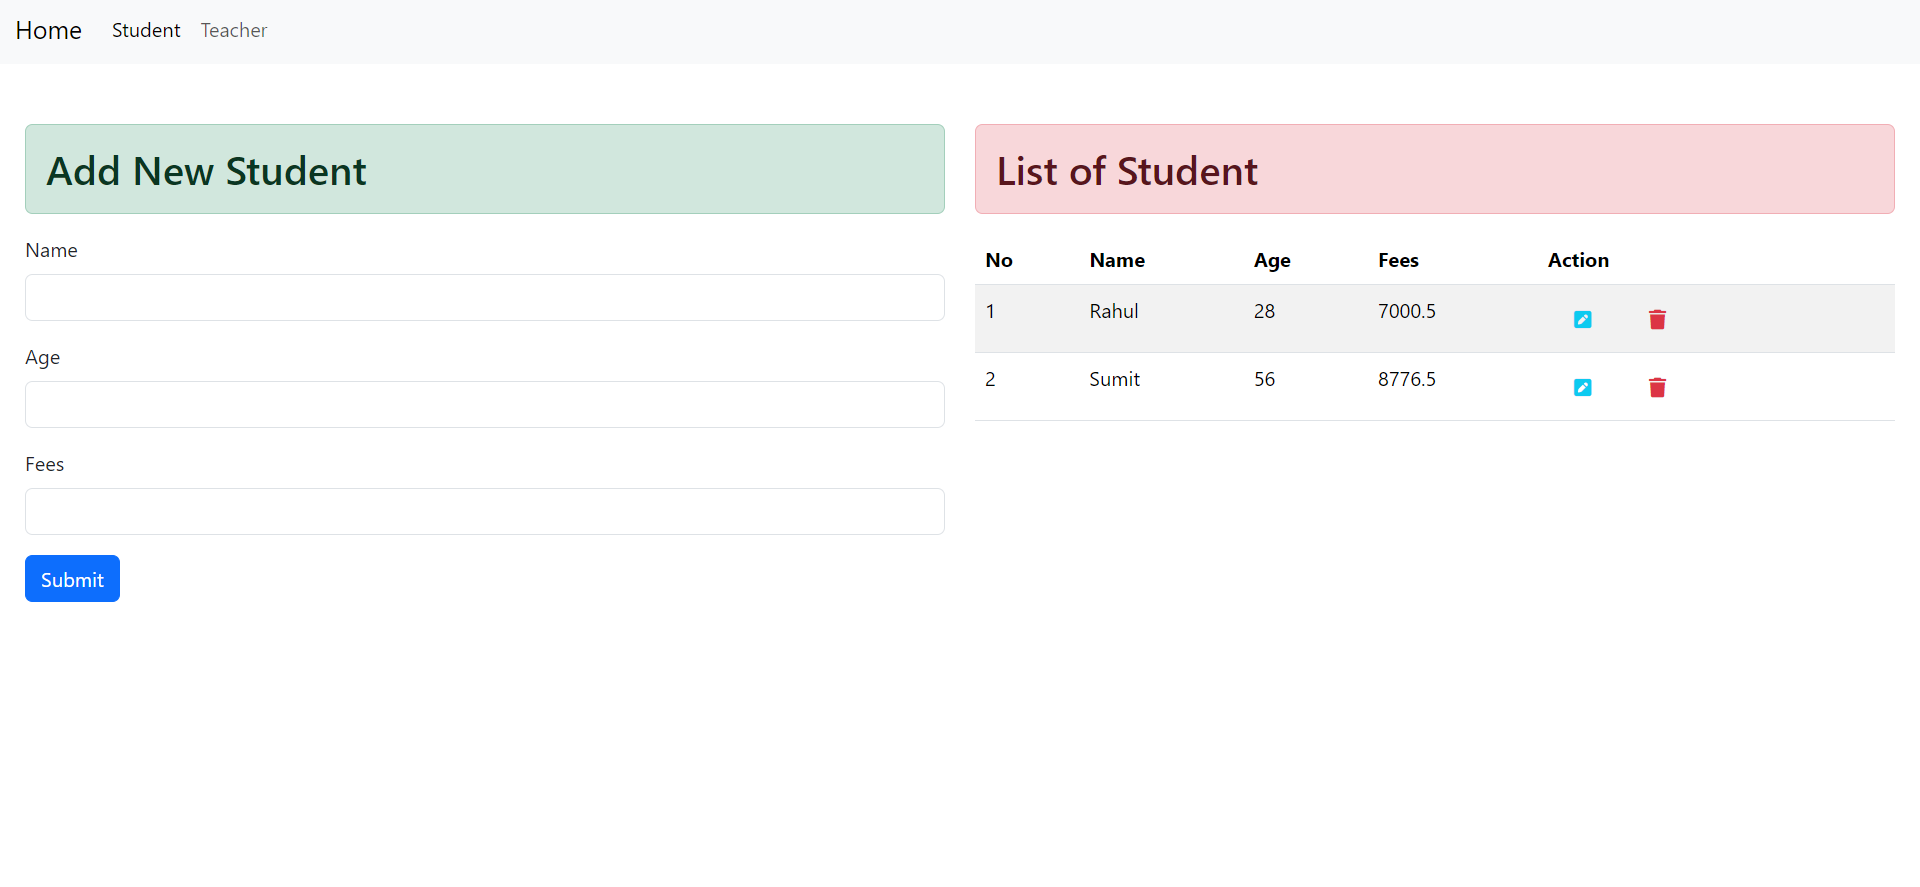 Home Student Teacher
Add New Student
Name
Age
Fees
Submit
List of Student
No Name Age Fees Action
1 Rahul 28 7000.5
2 Sumit 56 8776.5